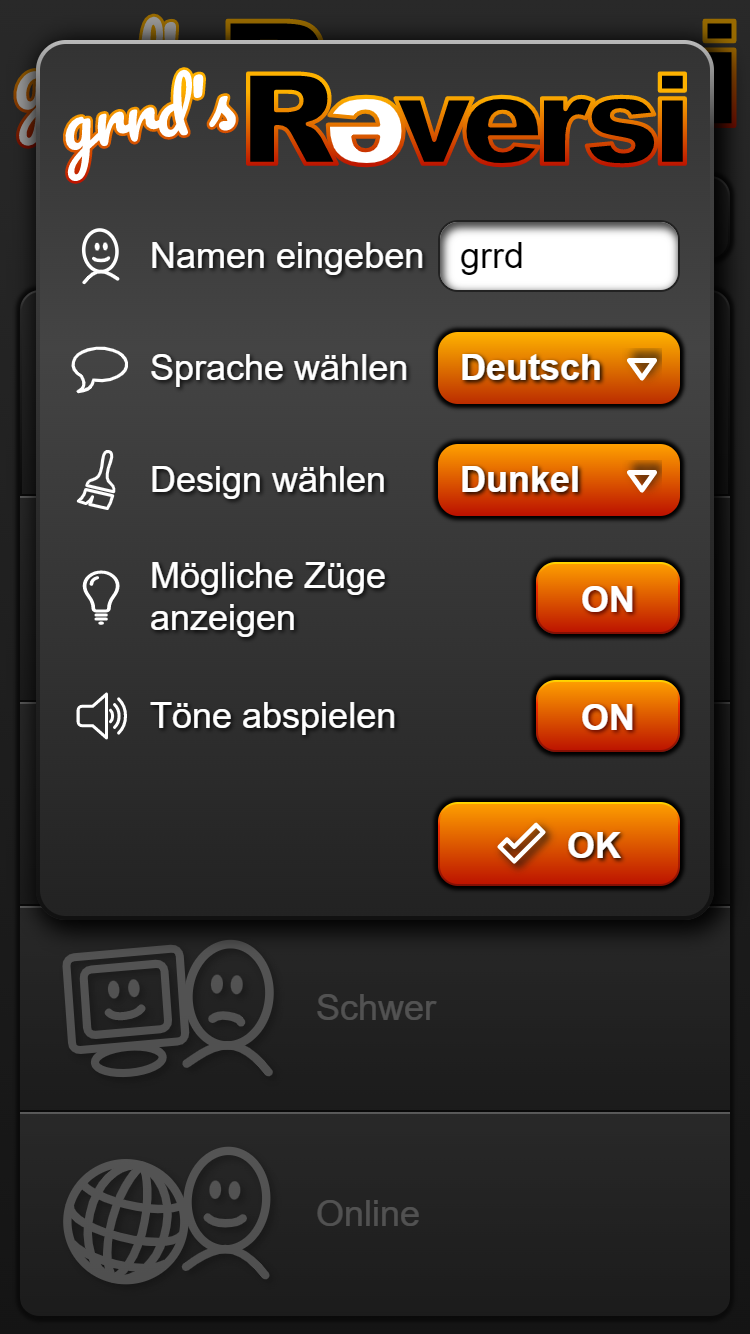 grrd's Rəversi
Namen eingeben grrd
Sprache wählen Deutsch
Design wählen Dunkel
Mögliche Züge
anzeigen ON
Töne abspielen ON
OK
Schwer
Online